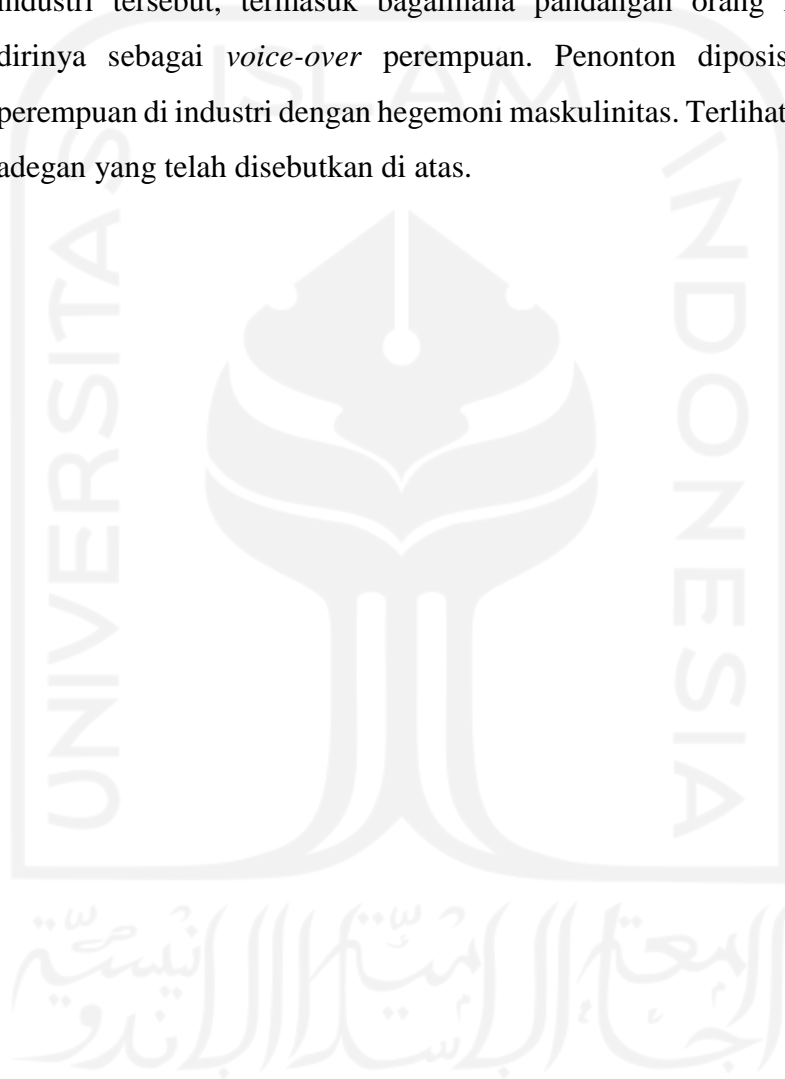 industri tersebut, termasuk bagaimana pandangan orang
dirinya sebagai voice-over perempuan. Penonton
perempuan di industri dengan hegemoni maskulinitas. Terlihat
adegan yang telah disebutkan di atas.
ISLAM
UNIVERSITAS
INDONESIA